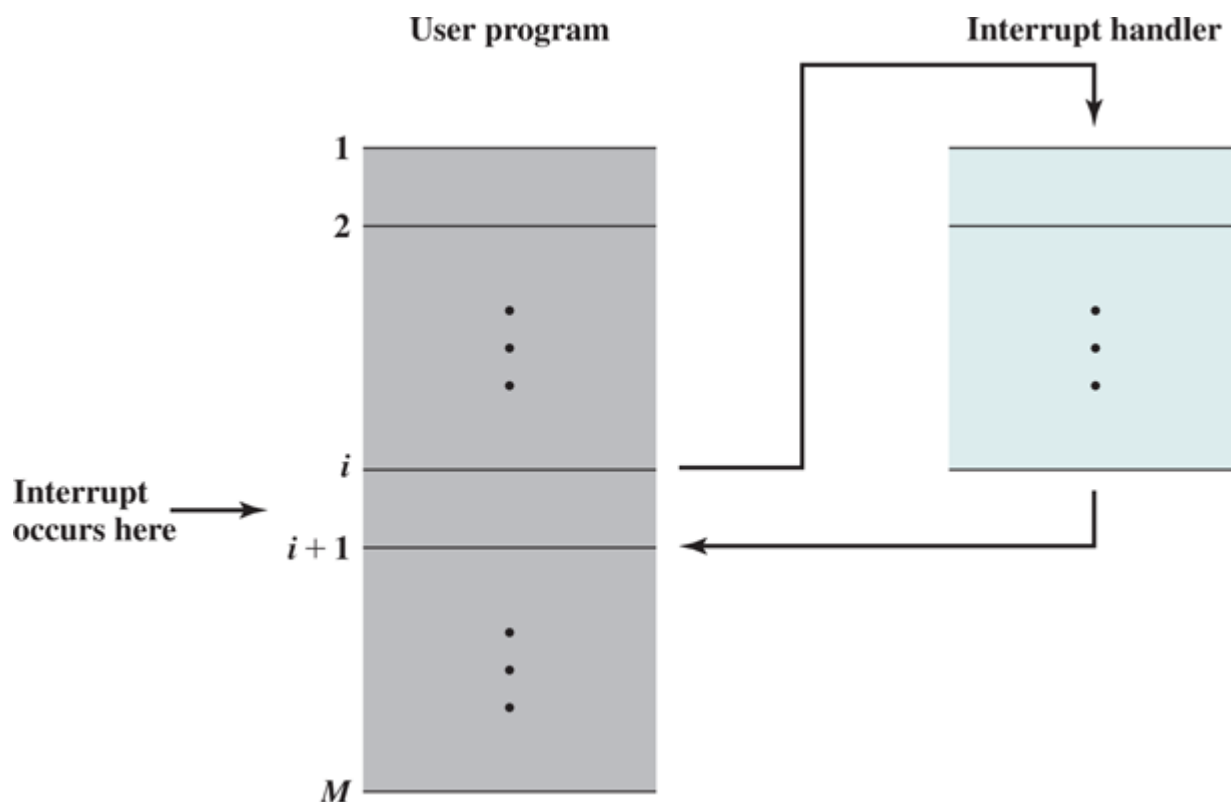 User program
Interrupt handler
1
2
i
Interrupt
occurs here
i + 1
M